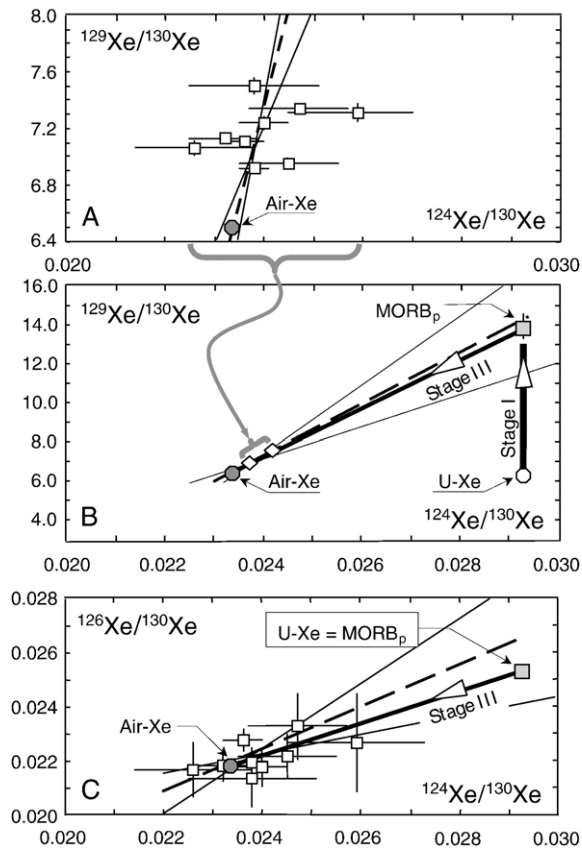 8.0
¹²⁹Xe/¹³⁰Xe
7.6
7.2
6.8
Air-Xe
A
¹²⁴Xe/¹³⁰Xe
6.4
0.020
0.030
16.0
¹²⁹Xe/¹³⁰Xe
MORBₚ
14.0
12.0
Stage III
10.0
Stage I
8.0
6.0
Air-Xe
U-Xe
4.0
B
¹²⁴Xe/¹³⁰Xe
0.020
0.022
0.024
0.026
0.028
0.030
0.028
¹²⁶Xe/¹³⁰Xe
0.026
U-Xe = MORBₚ
0.024
Air-Xe
Stage III
0.022
C
¹²⁴Xe/¹³⁰Xe
0.020
0.020
0.022
0.024
0.026
0.028
0.030